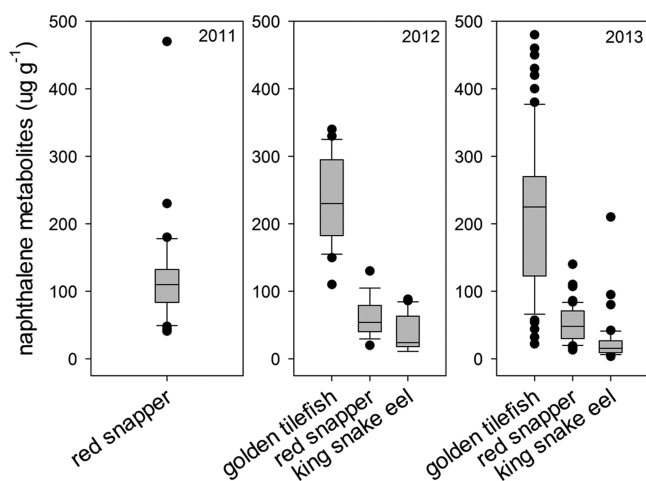 naphthalene metabolites (ug g⁻¹)
500
400
300
200
100
0
2011
red snapper
500
400
300
200
100
0
2012
golden tilefish
red snapper
king snake eel
500
400
300
200
100
0
2013
golden tilefish
red snapper
king snake eel